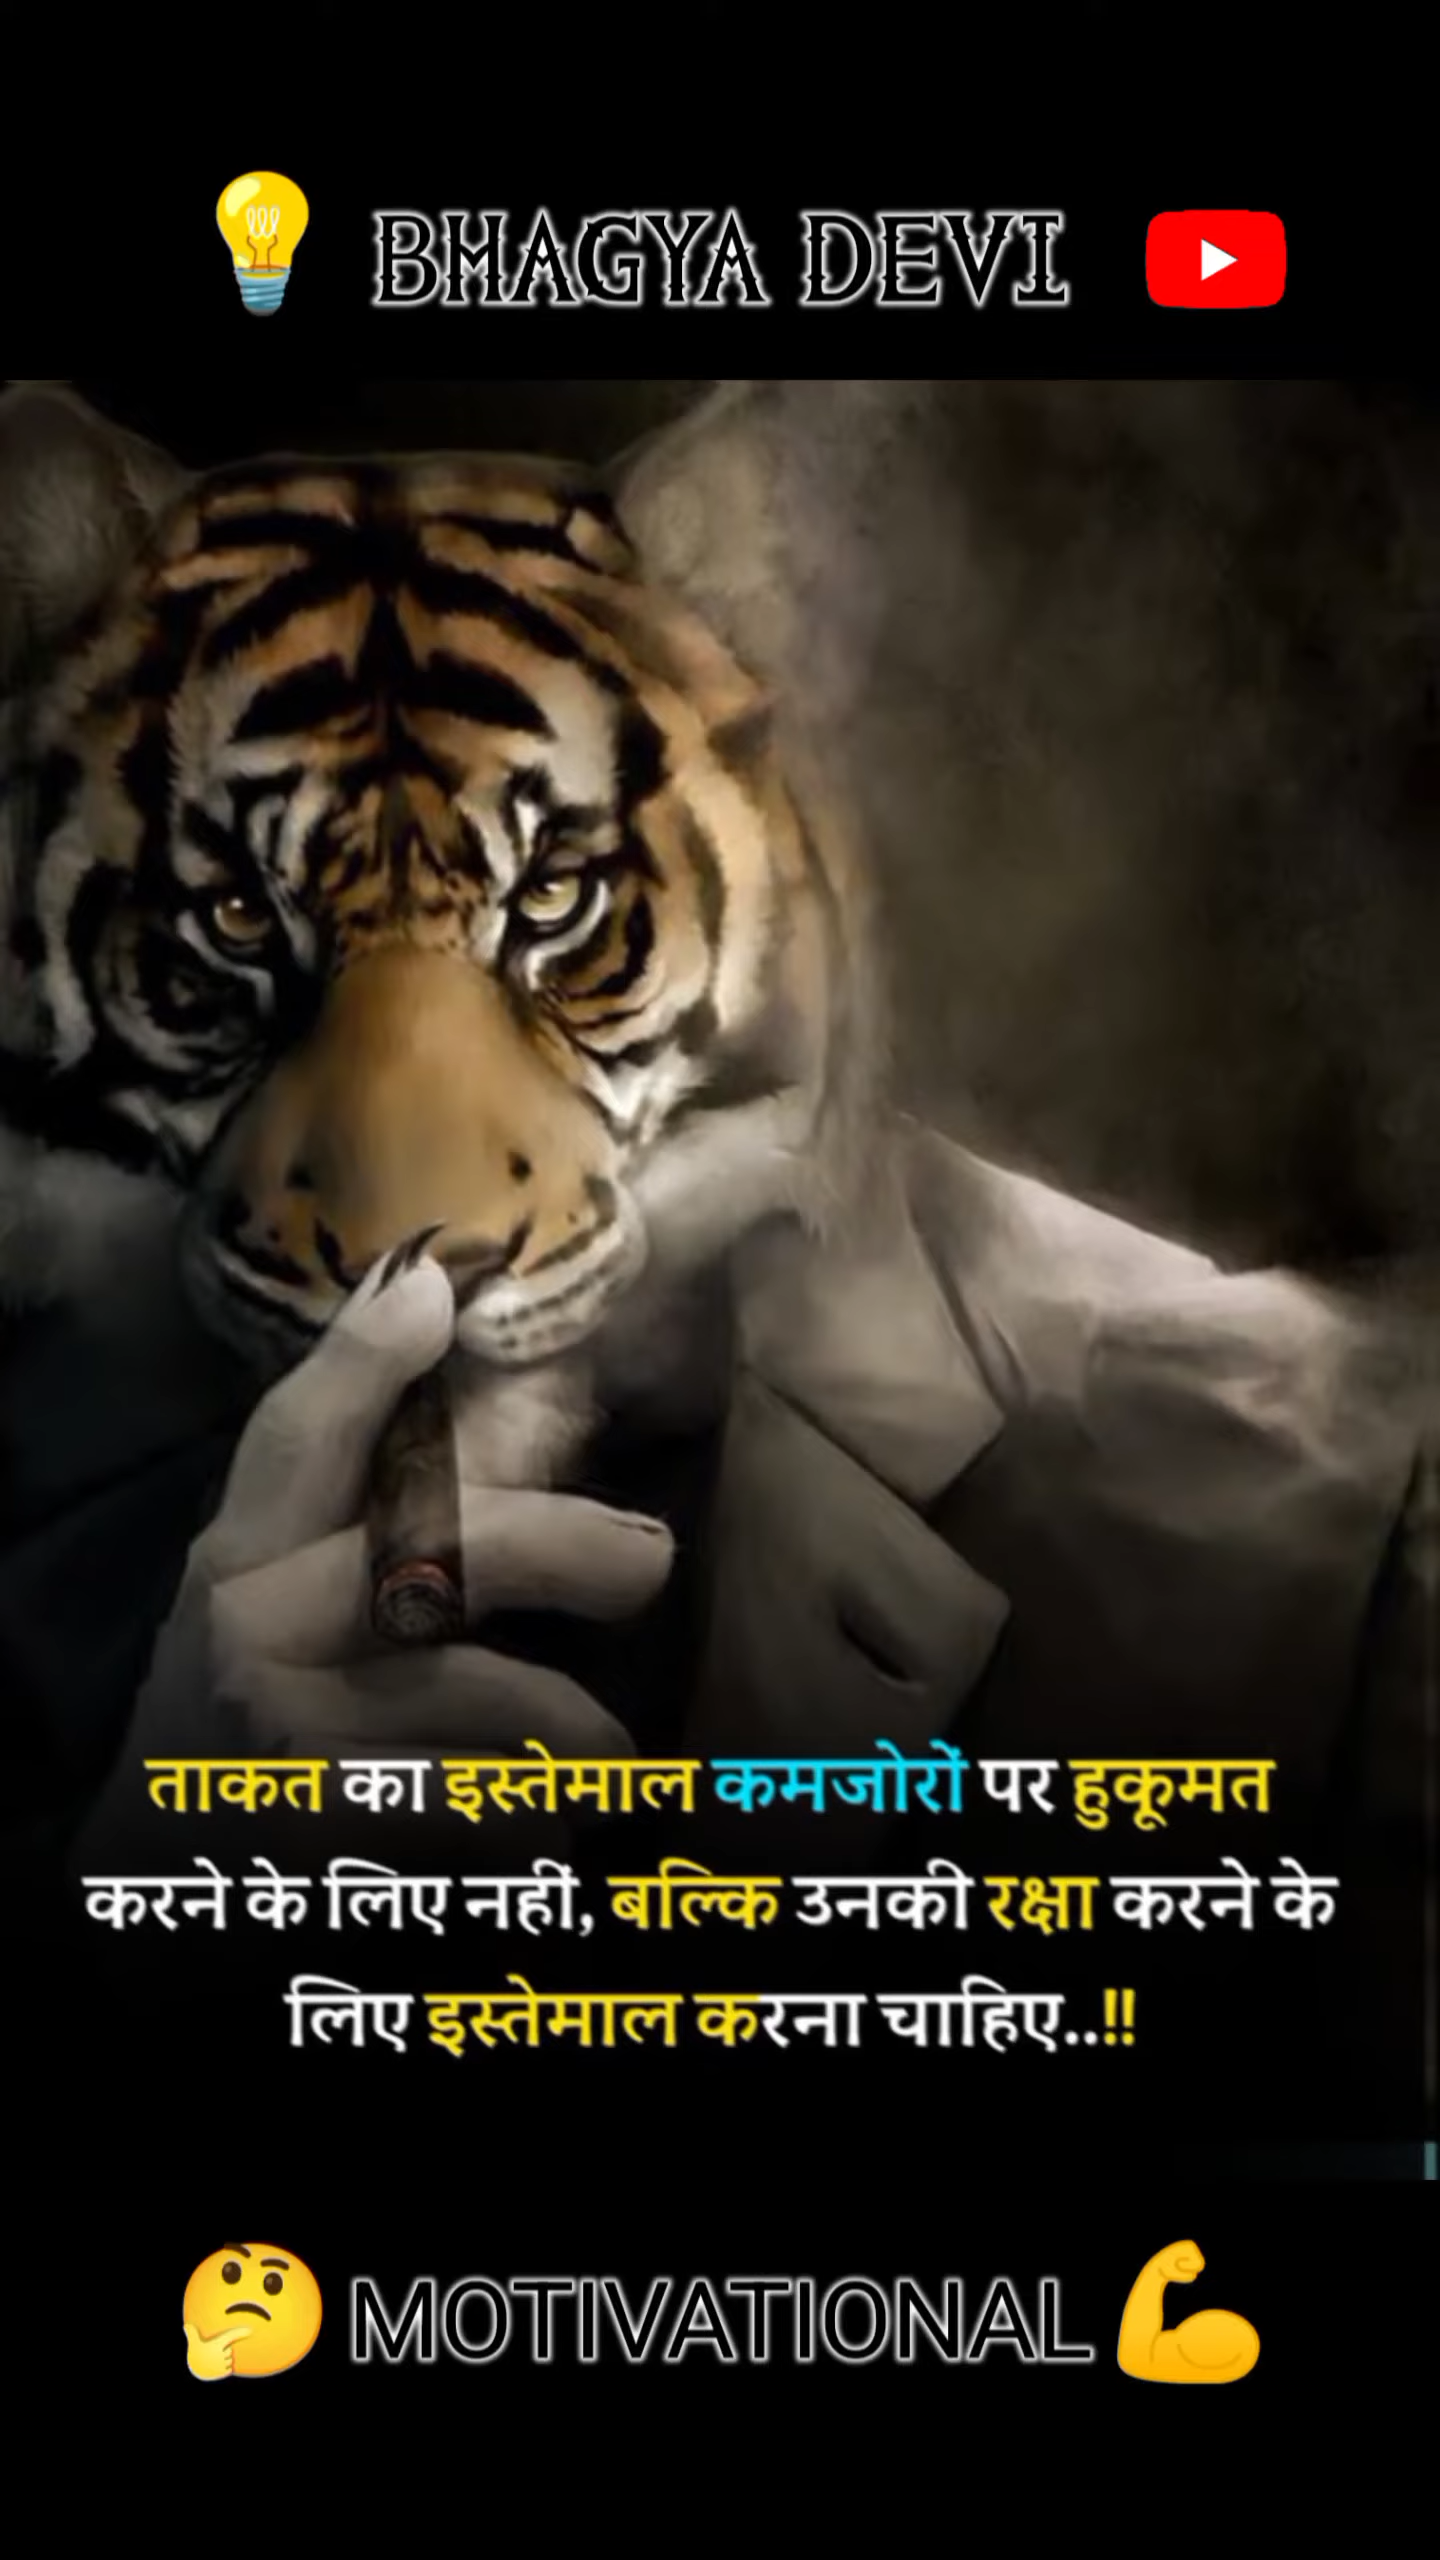 BHAGYA DEVI
ताकत का इस्तेमाल कमजोरों पर हुकूमत
करने के लिए नहीं, बल्कि उनकी रक्षा करने के
लिए इस्तेमाल करना चाहिए..!!
MOTIVATIONAL